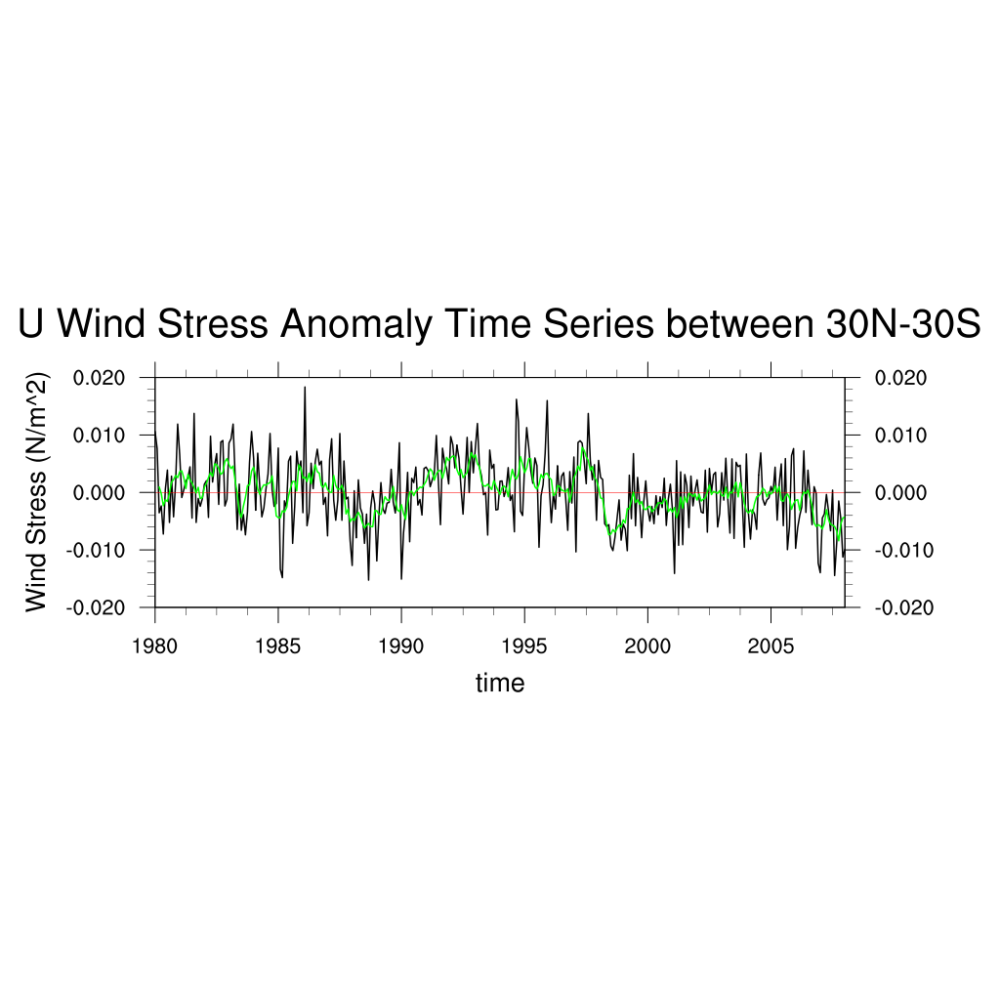 U Wind Stress Anomaly Time Series between 30N-30S
Wind Stress (N/m^2)
0.020 0.020
0.010 0.010
0.000 0.000
-0.010 -0.010
-0.020 -0.020
1980 1985 1990 1995 2000 2005
time